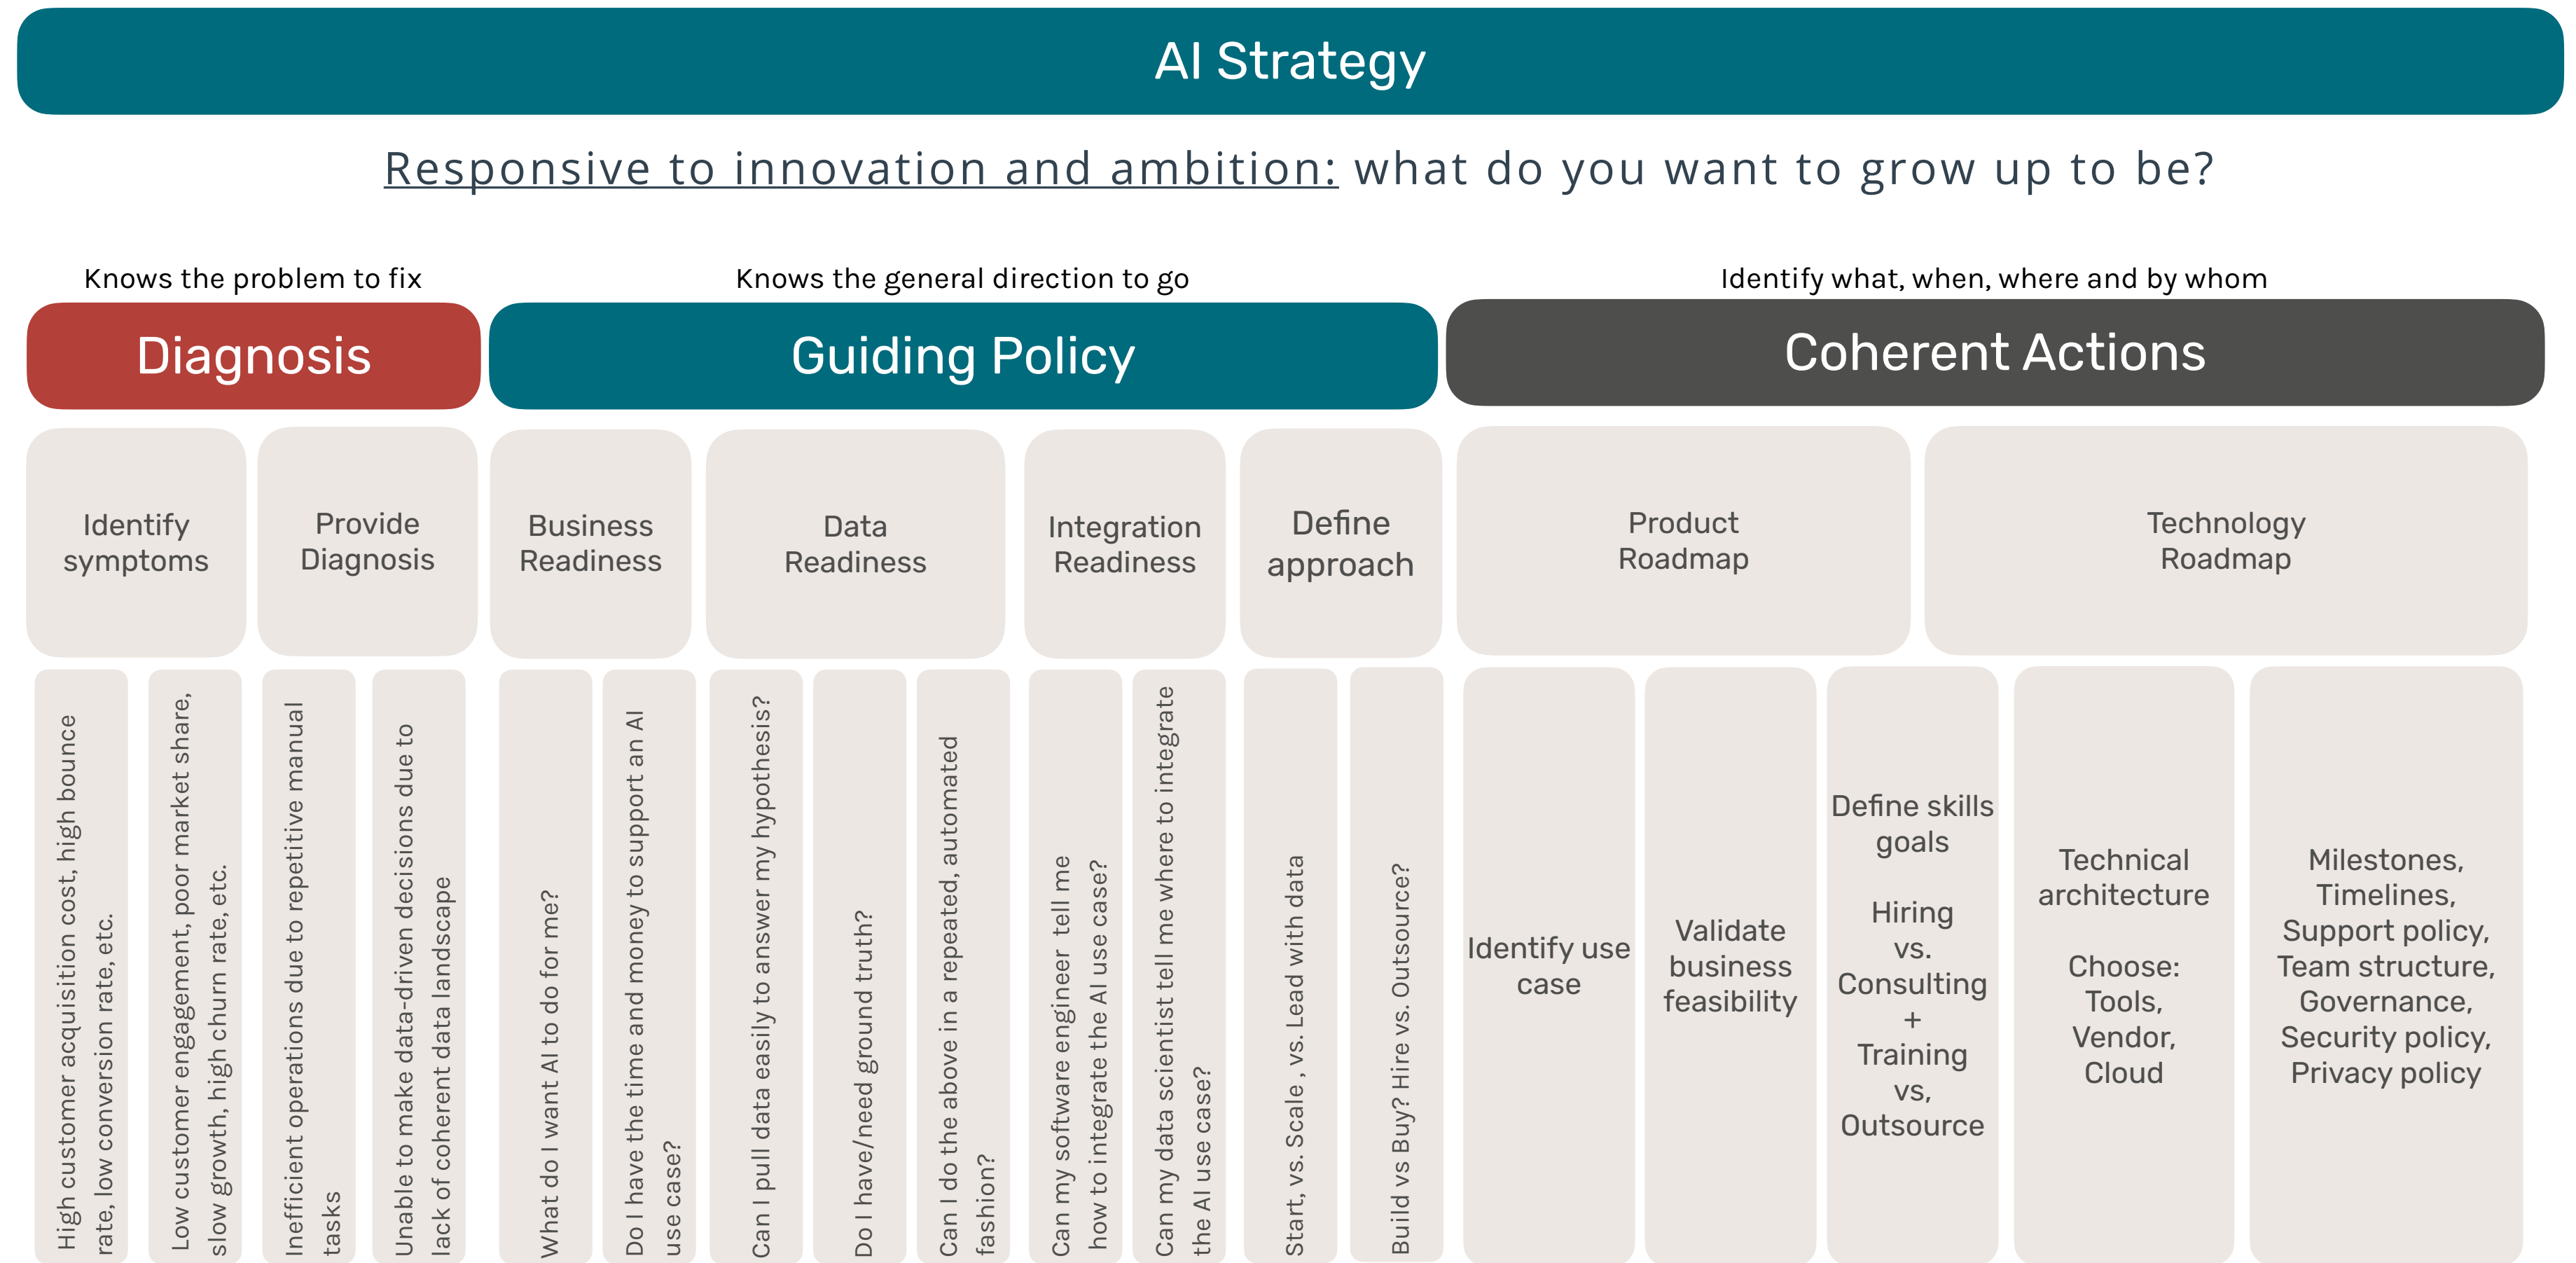 AI Strategy
Responsive to innovation and ambition: what do you want to grow up to be?
Knows the problem to fix
Knows the general direction to go
Identify what, when, where and by whom
Diagnosis
Guiding Policy
Coherent Actions
Identify
symptoms
Provide
Diagnosis
Business
Readiness
Data
Readiness
Integration
Readiness
Define
approach
Product
Roadmap
Technology
Roadmap
High customer acquisition cost, high bounce
rate, low conversion rate, etc.
Low customer engagement, poor market share,
slow growth, high churn rate, etc.
Inefficient operations due to repetitive manual
tasks
Unable to make data-driven decisions due to
lack of coherent data landscape
What do I want AI to do for me?
Do I have the time and money to support an AI
use case?
Can I pull data easily to answer my hypothesis?
Do I have/need ground truth?
Can I do the above in a repeated, automated
fashion?
Can my software engineer tell me
how to integrate the AI use case?
Can my data scientist tell me where to integrate
the AI use case?
Start, vs. Scale , vs. Lead with data
Build vs Buy? Hire vs. Outsource?
Identify use
case
Validate
business
feasibility
Define skills
goals
Hiring
vs.
Consulting
+
Training
vs,
Outsource
Technical
architecture
Choose:
Tools,
Vendor,
Cloud
Milestones,
Timelines,
Support policy,
Team structure,
Governance,
Security policy,
Privacy policy